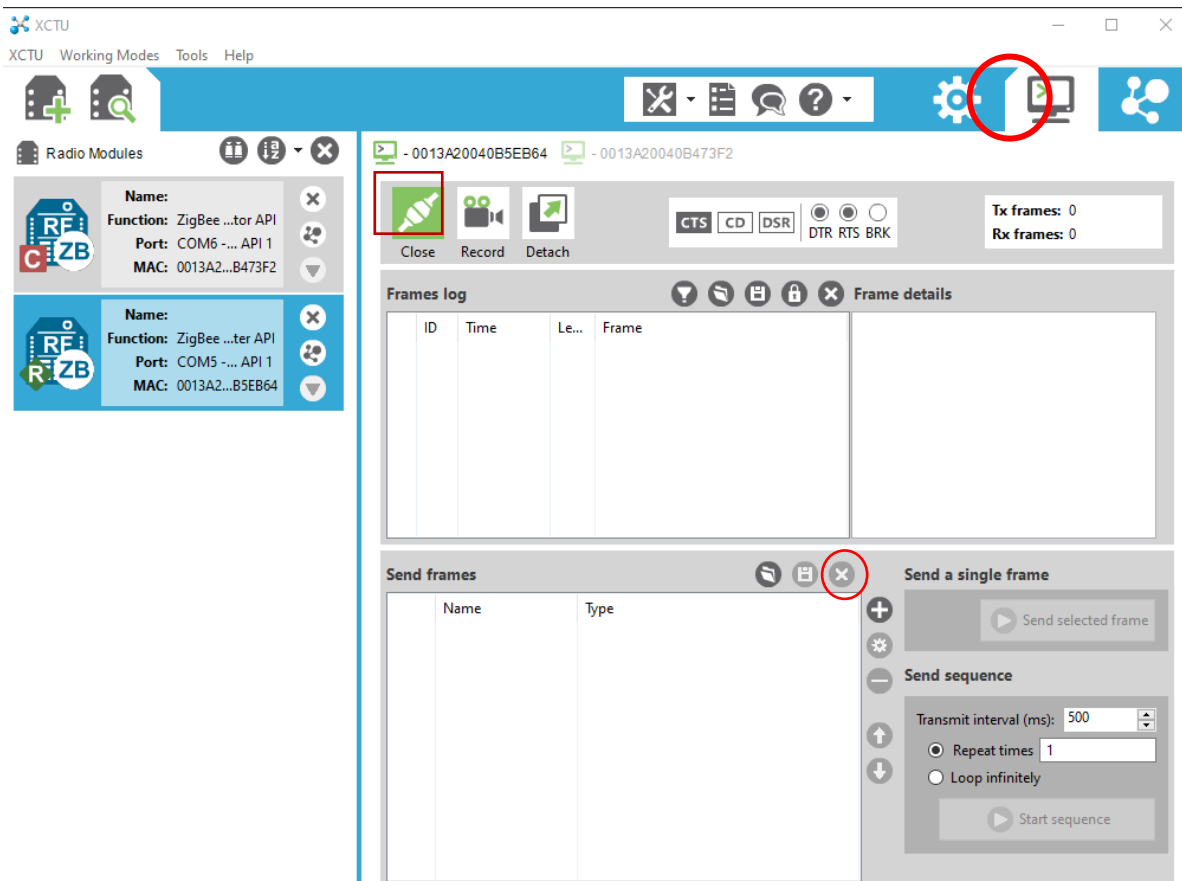 XCTU
XCTU Working Modes Tools Help
Radio Modules
Name:
Function: ZigBee ...tor API
Port: COM6 -... API 1
MAC: 0013A2...B473F2
RF
C ZB
Name:
Function: ZigBee ...ter API
Port: COM5 -... API 1
MAC: 0013A2...B5EB64
RF
R ZB
- 0013A20040B5EB64 - 0013A20040B473F2
Close Record Detach
CTS CD DSR DTR RTS BRK
Tx frames: 0
Rx frames: 0
Frames log
ID Time Le... Frame
Frame details
Send frames
Name Type
Send a single frame
Send selected frame
Send sequence
Transmit interval (ms): 500
Repeat times 1
Loop infinitely
Start sequence